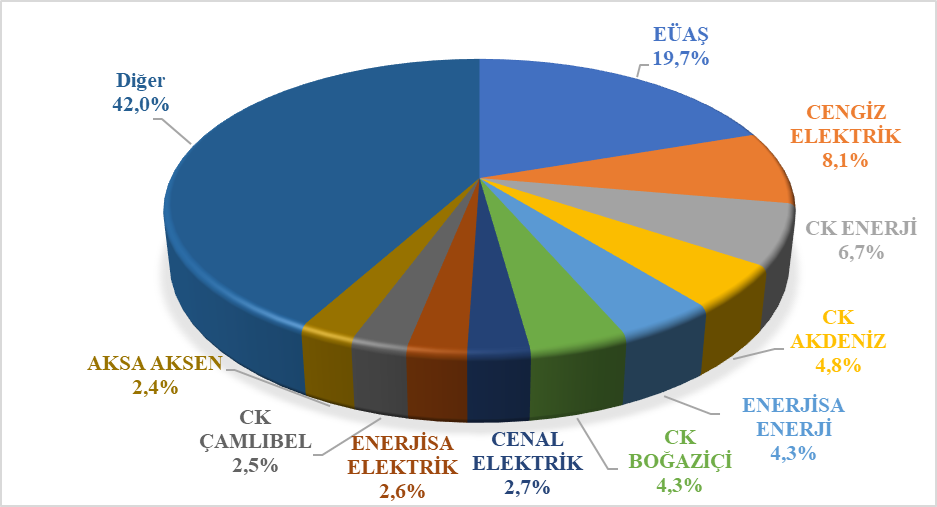 EÜAŞ
19,7%
CENGİZ
ELEKTRİK
8,1%
CK ENERJİ
6,7%
CK
AKDENİZ
4,8%
ENERJİSA
ENERJİ
4,3%
CK
BOĞAZİÇİ
4,3%
CENAL
ELEKTRİK
2,7%
ENERJİSA
ELEKTRİK
2,6%
CK
ÇAMLIBEL
2,5%
AKSA AKSEN
2,4%
Diğer
42,0%